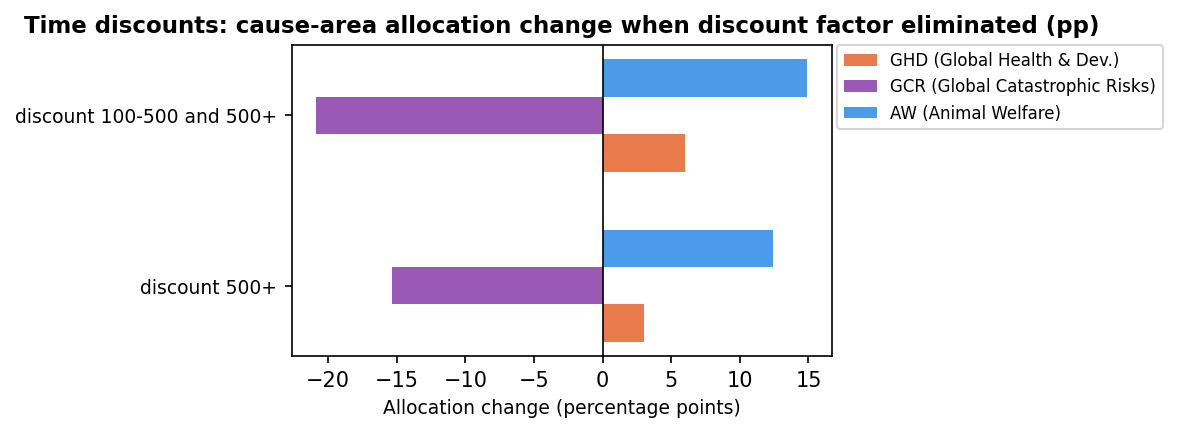 Time discounts: cause-area allocation change when discount factor eliminated (pp)
GHD (Global Health & Dev.)
GCR (Global Catastrophic Risks)
AW (Animal Welfare)
discount 100-500 and 500+
discount 500+
−20 −15 −10 −5 0 5 10 15
Allocation change (percentage points)